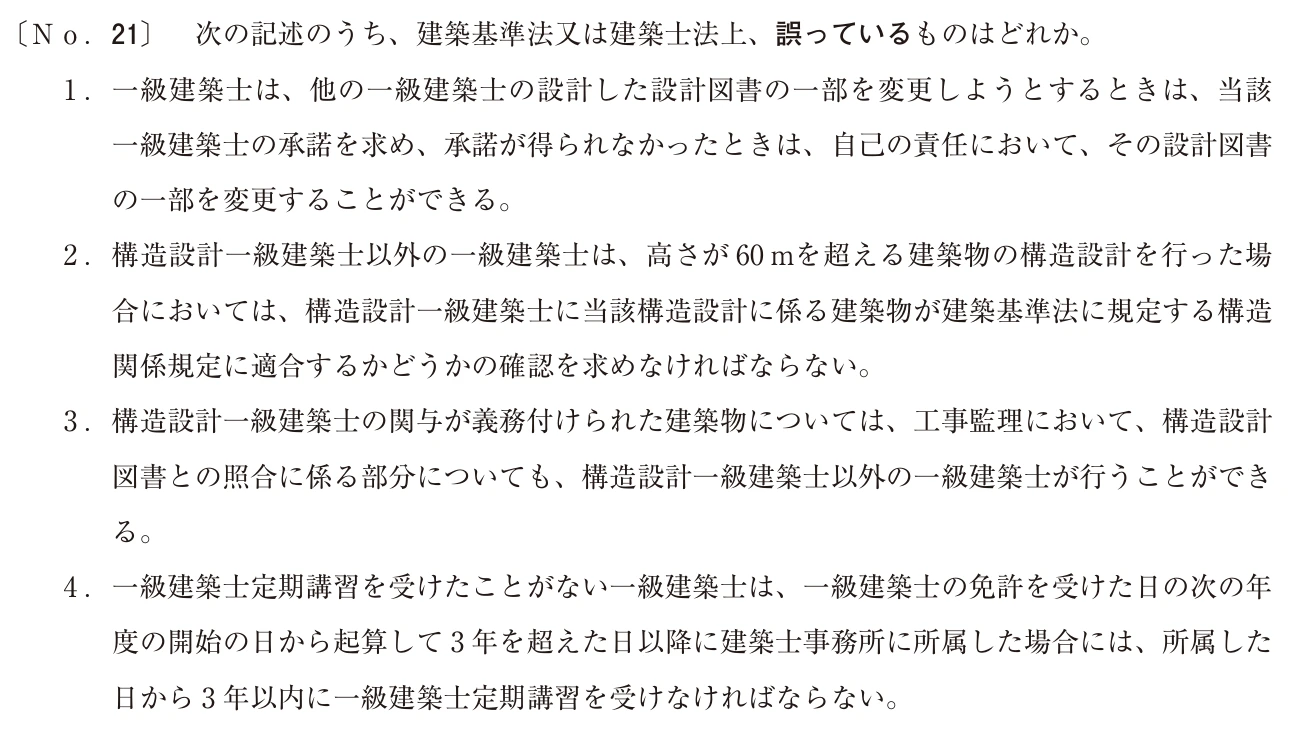 〔Ｎｏ．21〕　次の記述のうち、建築基準法又は建築士法上、誤っているものはどれか。
１．一級建築士は、他の一級建築士の設計した設計図書の一部を変更しようとするときは、当該
一級建築士の承諾を求め、承諾が得られなかったときは、自己の責任において、その設計図書
の一部を変更することができる。
２．構造設計一級建築士以外の一級建築士は、高さが 60 mを超える建築物の構造設計を行った場
合においては、構造設計一級建築士に当該構造設計に係る建築物が建築基準法に規定する構造
関係規定に適合するかどうかの確認を求めなければならない。
３．構造設計一級建築士の関与が義務付けられた建築物については、工事監理において、構造設計
図書との照合に係る部分についても、構造設計一級建築士以外の一級建築士が行うことができ
る。
４．一級建築士定期講習を受けたことがない一級建築士は、一級建築士の免許を受けた日の次の年
度の開始の日から起算して３年を超えた日以降に建築士事務所に所属した場合には、所属した
日から３年以内に一級建築士定期講習を受けなければならない。